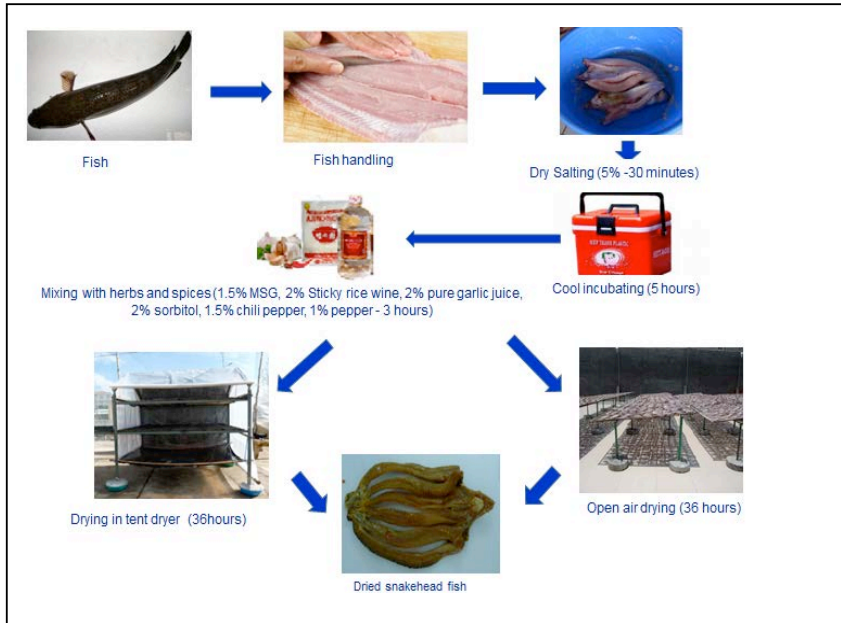 Fish
Fish handling
Dry Salting (5% -30 minutes)
Mixing with herbs and spices (1.5% MSG, 2% Sticky rice wine, 2% pure garlic juice,
2% sorbitol, 1.5% chili pepper, 1% pepper - 3 hours)
Cool incubating (5 hours)
Drying in tent dryer (36hours)
Open air drying (36 hours)
Dried snakehead fish